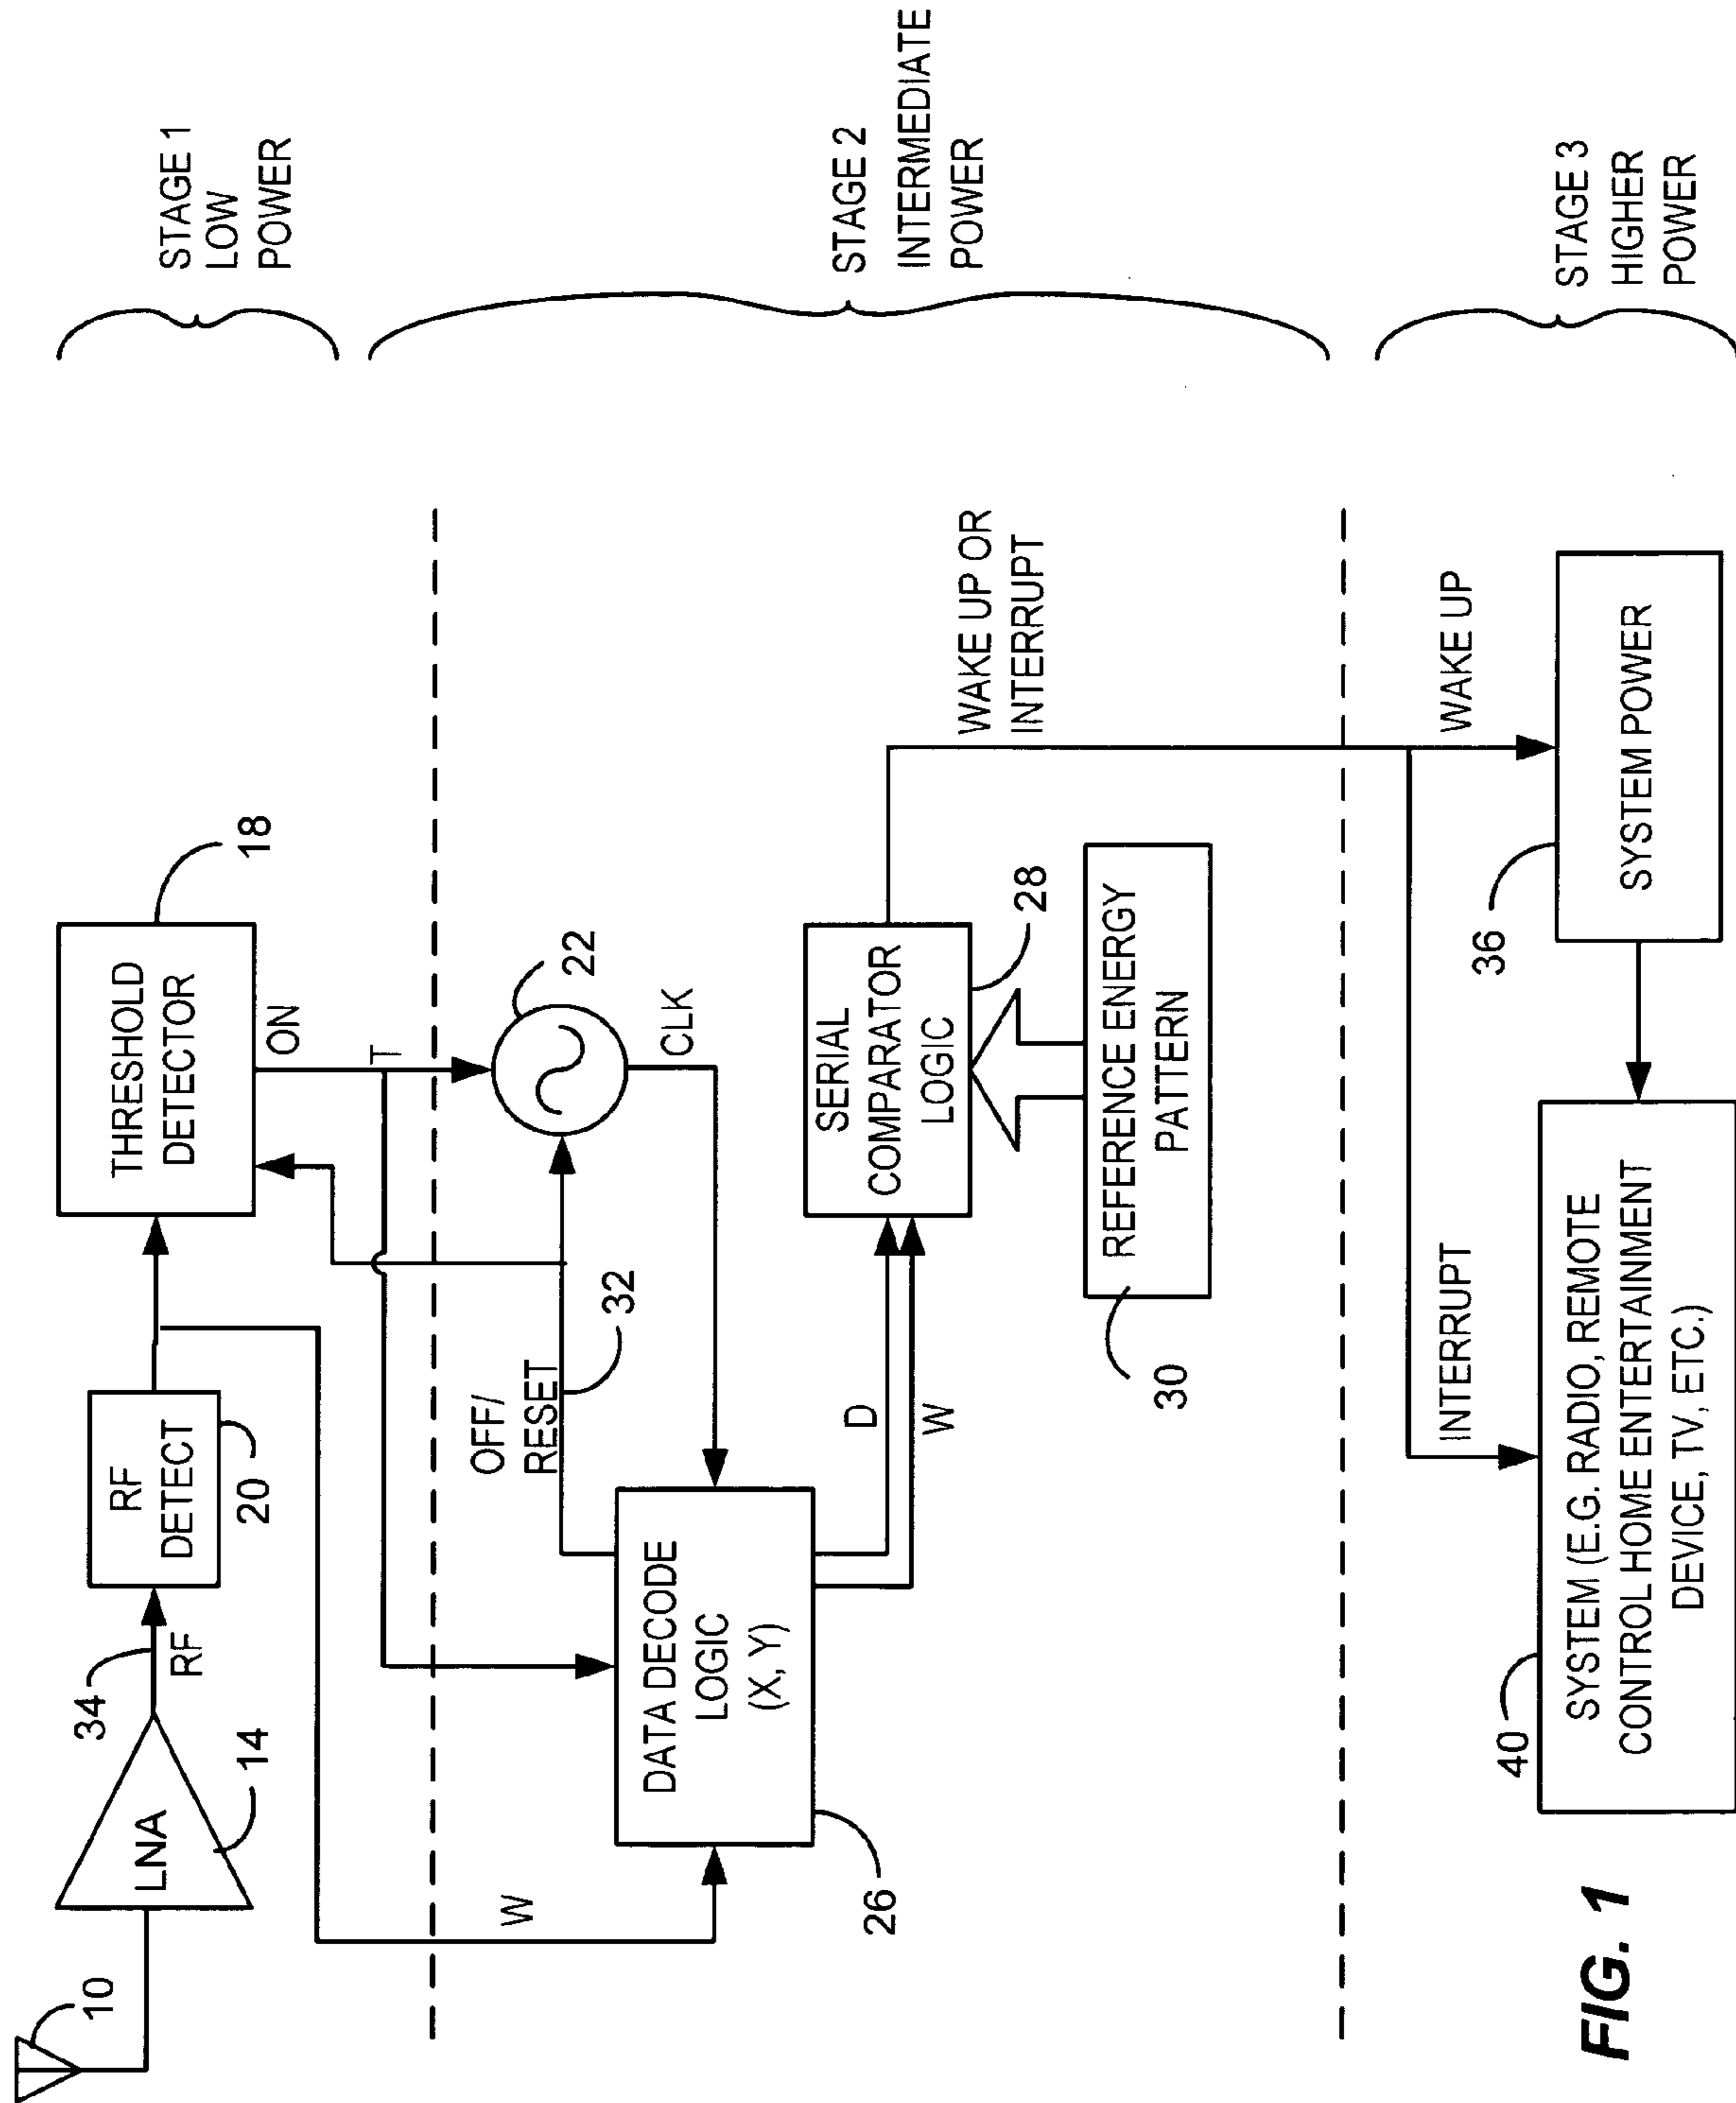 10
LNA
14
34
RF
RF
DETECT
20
THRESHOLD
DETECTOR
18
STAGE 1
LOW
POWER
ON
T
W
OFF/
RESET
32
22
CLK
DATA DECODE
LOGIC
(X, Y)
26
D
W
SERIAL
COMPARATOR
LOGIC
28
REFERENCE ENERGY
PATTERN
30
WAKE UP OR
INTERRUPT
STAGE 2
INTERMEDIATE
POWER
INTERRUPT
WAKE UP
40
SYSTEM (E.G. RADIO, REMOTE
CONTROL HOME ENTERTAINMENT
DEVICE, TV, ETC.)
36
SYSTEM POWER
STAGE 3
HIGHER
POWER
FIG. 1